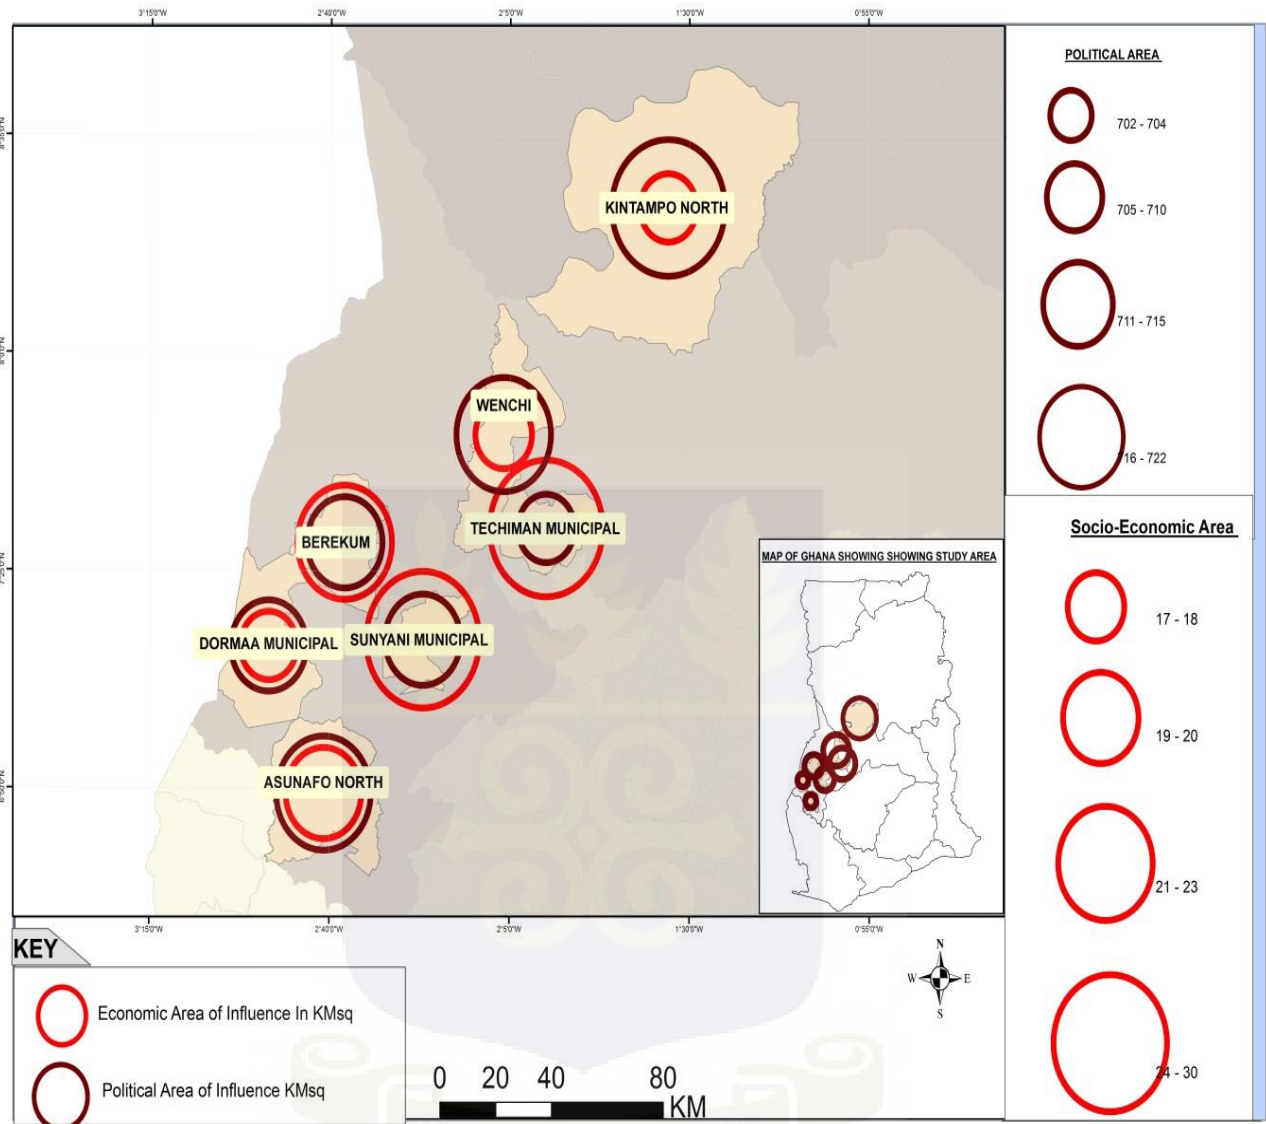 3°15'0"W 2°40'0"W 2°5'0"W 1°30'0"W 0°55'0"W
POLITICAL AREA
702 - 704
705 - 710
711 - 715
16 - 722
KINTAMPO NORTH
WENCHI
TECHIMAN MUNICIPAL
BEREKUM
DORMAA MUNICIPAL
SUNYANI MUNICIPAL
ASUNAFO NORTH
MAP OF GHANA SHOWING SHOWING STUDY AREA
Socio-Economic Area
17 - 18
19 - 20
21 - 23
24 - 30
3°15'0"W 2°40'0"W 2°5'0"W 1°30'0"W 0°55'0"W
KEY
Economic Area of Influence In KMsq
Political Area of Influence KMsq
N
W E
S
0 20 40 80
KM